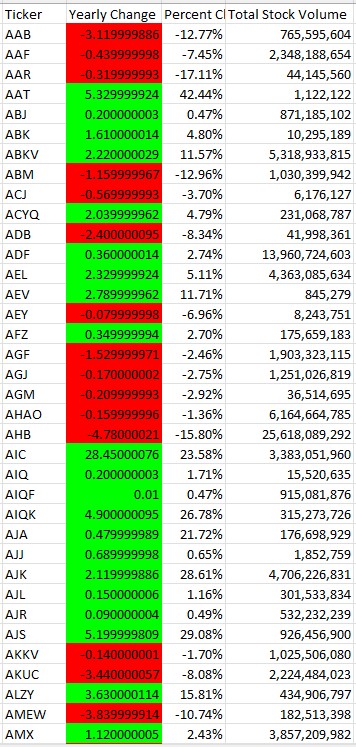 Ticker Yearly Change Percent Cl Total Stock Volume
AAB -3.119999886 -12.77% 765,595,604
AAF -0.439999998 -7.45% 2,348,188,654
AAR -0.319999993 -17.11% 44,145,560
AAT 5.329999924 42.44% 1,122,122
ABJ 0.200000003 0.47% 871,185,102
ABK 1.610000014 4.80% 10,295,189
ABKV 2.220000029 11.57% 5,318,933,815
ABM -1.159999967 -12.96% 1,030,399,942
ACJ -0.569999993 -3.70% 6,176,127
ACYQ 2.039999962 4.79% 231,068,787
ADB -2.400000095 -8.34% 41,998,361
ADF 0.360000014 2.74% 13,960,724,603
AEL 2.329999924 5.11% 4,363,085,634
AEV 2.789999962 11.71% 845,279
AEY -0.079999998 -6.96% 8,243,751
AFZ 0.349999994 2.70% 175,659,183
AGF -1.529999971 -2.46% 1,903,323,115
AGJ -0.170000002 -2.75% 1,251,026,819
AGM -0.209999993 -2.92% 36,514,695
AHAO -0.159999996 -1.36% 6,164,664,785
AHB -4.78000021 -15.80% 25,618,089,292
AIC 28.45000076 23.58% 3,383,051,960
AIQ 0.200000003 1.71% 15,520,635
AIQF 0.01 0.47% 915,081,876
AIQK 4.900000095 26.78% 315,273,726
AJA 0.479999989 21.72% 176,698,929
AJJ 0.689999998 0.65% 1,852,759
AJK 2.119999886 28.61% 4,706,226,831
AJL 0.150000006 1.16% 301,533,834
AJR 0.090000004 0.49% 532,232,239
AJS 5.199999809 29.08% 926,456,900
AKKV -0.140000001 -1.70% 1,025,506,080
AKUC -3.440000057 -8.08% 2,224,484,023
ALZY 3.630000114 15.81% 434,906,797
AMEW -3.839999914 -10.74% 182,513,398
AMX 1.120000005 2.43% 3,857,209,982